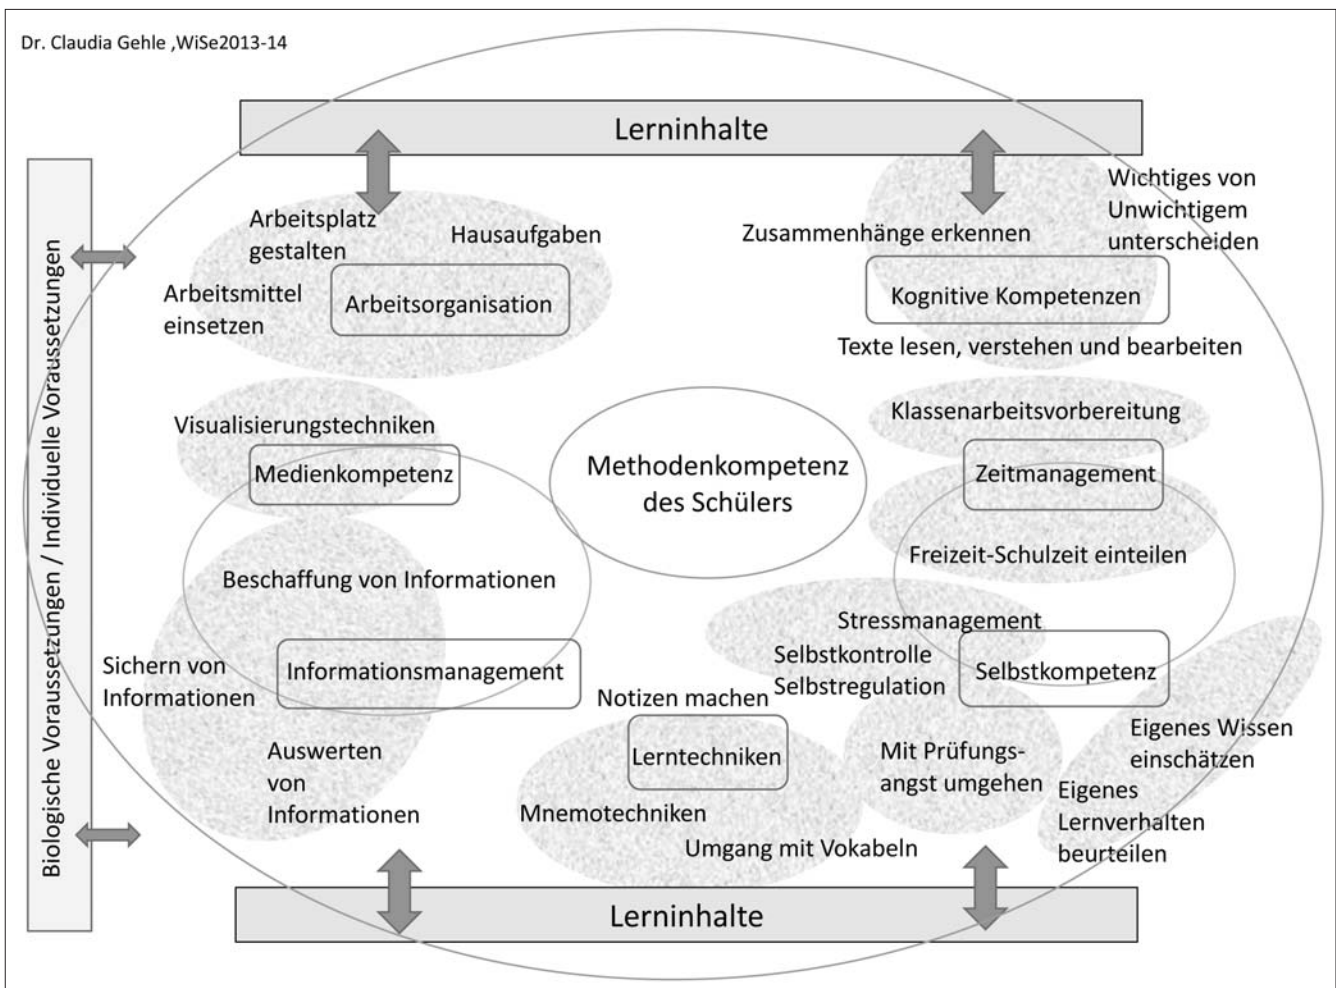 Dr. Claudia Gehle ,WiSe2013-14
Lerninhalte
Biologische Voraussetzungen / Individuelle Voraussetzungen
Arbeitsplatz
gestalten
Hausaufgaben
Arbeitsmittel
einsetzen
Arbeitsorganisation
Wichtiges von
Unwichtigem
unterscheiden
Zusammenhänge erkennen
Kognitive Kompetenzen
Texte lesen, verstehen und bearbeiten
Visualisierungstechniken
Medienkompetenz
Methodenkompetenz
des Schülers
Klassenarbeitsvorbereitung
Zeitmanagement
Freizeit-Schulzeit einteilen
Beschaffung von Informationen
Informationsmanagement
Sichern von
Informationen
Auswerten
von
Informationen
Stressmanagement
Selbstkontrolle
Selbstregulation
Selbstkompetenz
Notizen machen
Lerntechniken
Mnemotechniken
Umgang mit Vokabeln
Mit Prüfungs-
angst umgehen
Eigenes Wissen
einschätzen
Eigenes
Lernverhalten
beurteilen
Lerninhalte